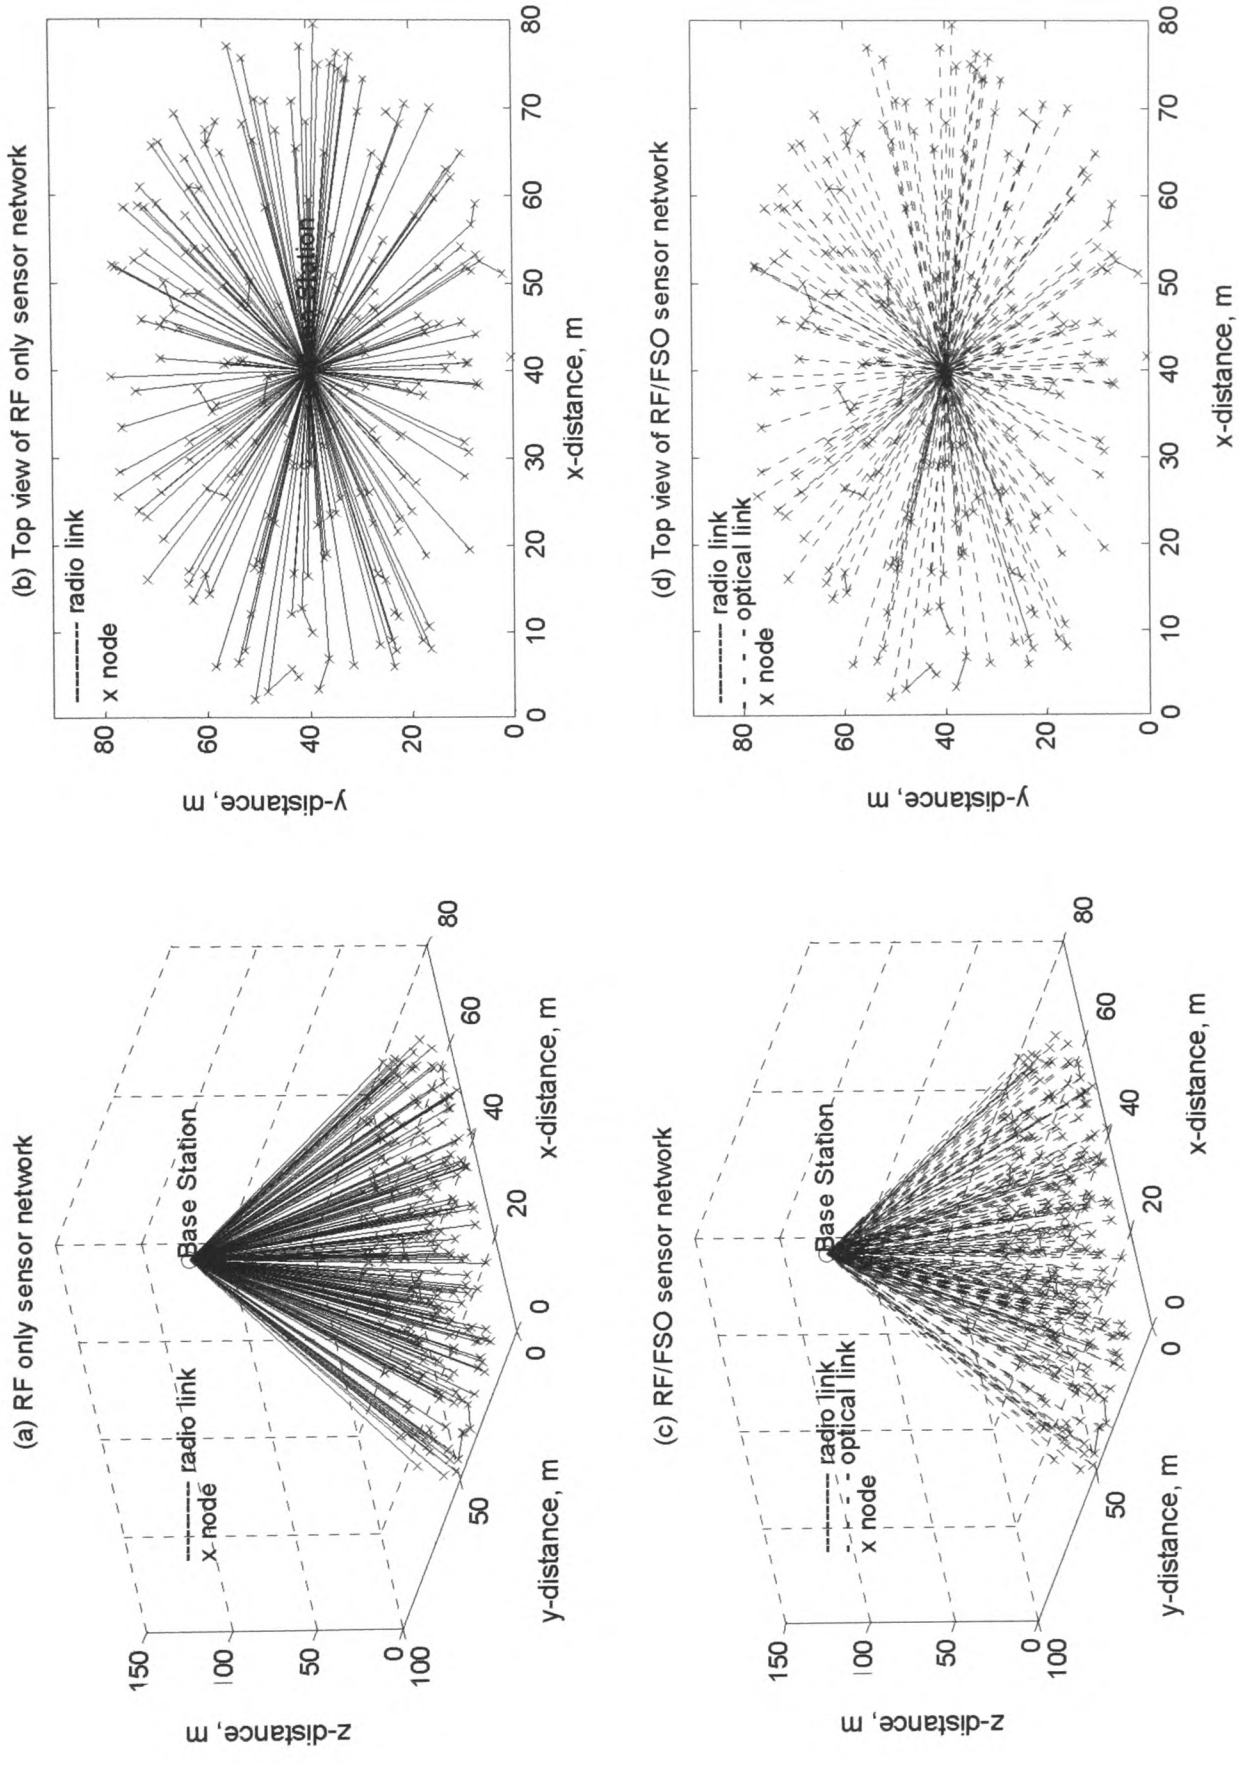 (a) RF only sensor network
z-distance, m
150
100
50
0
radio link
x node
Base Station
100
50
0
y-distance, m
0
20
40
60
80
x-distance, m
(b) Top view of RF only sensor network
y-distance, m
80
60
40
20
0
radio link
x node
Station
0
10
20
30
40
50
60
70
80
x-distance, m
(c) RF/FSO sensor network
z-distance, m
150
100
50
0
radio link
optical link
x node
Base Station
100
50
0
y-distance, m
0
20
40
60
80
x-distance, m
(d) Top view of RF/FSO sensor network
y-distance, m
80
60
40
20
0
radio link
optical link
x node
0
10
20
30
40
50
60
70
80
x-distance, m